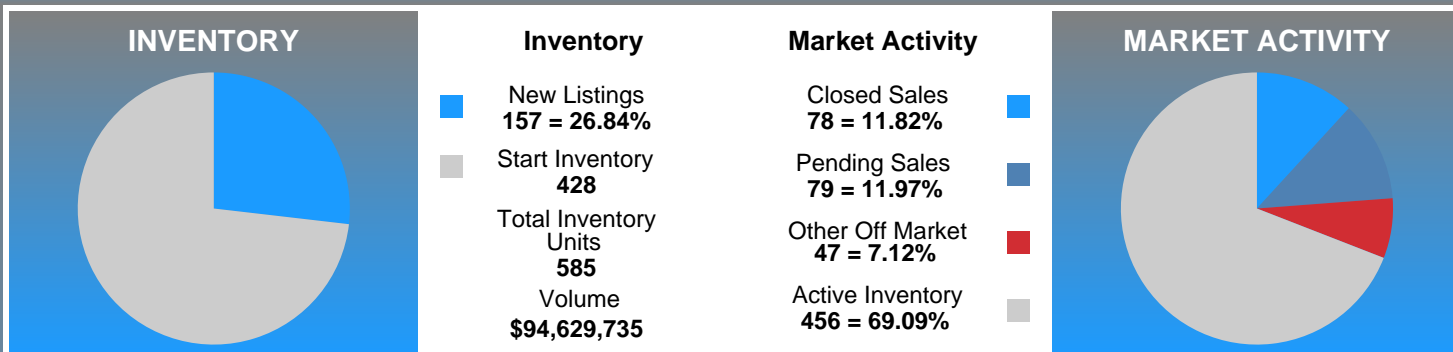 INVENTORY
Inventory
New Listings
157 = 26.84%
Start Inventory
428
Total Inventory
Units
585
Volume
$94,629,735
Market Activity
Closed Sales
78 = 11.82%
Pending Sales
79 = 11.97%
Other Off Market
47 = 7.12%
Active Inventory
456 = 69.09%
MARKET ACTIVITY